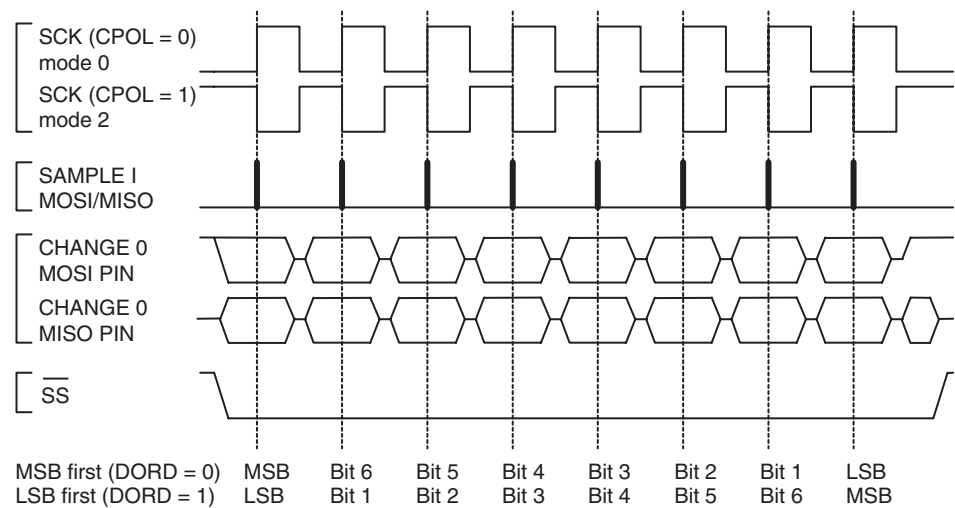 SCK (CPOL = 0)
mode 0
SCK (CPOL = 1)
mode 2
SAMPLE I
MOSI/MISO
CHANGE 0
MOSI PIN
CHANGE 0
MISO PIN
SS
MSB first (DORD = 0) MSB Bit 6 Bit 5 Bit 4 Bit 3 Bit 2 Bit 1 LSB
LSB first (DORD = 1) LSB Bit 1 Bit 2 Bit 3 Bit 4 Bit 5 Bit 6 MSB